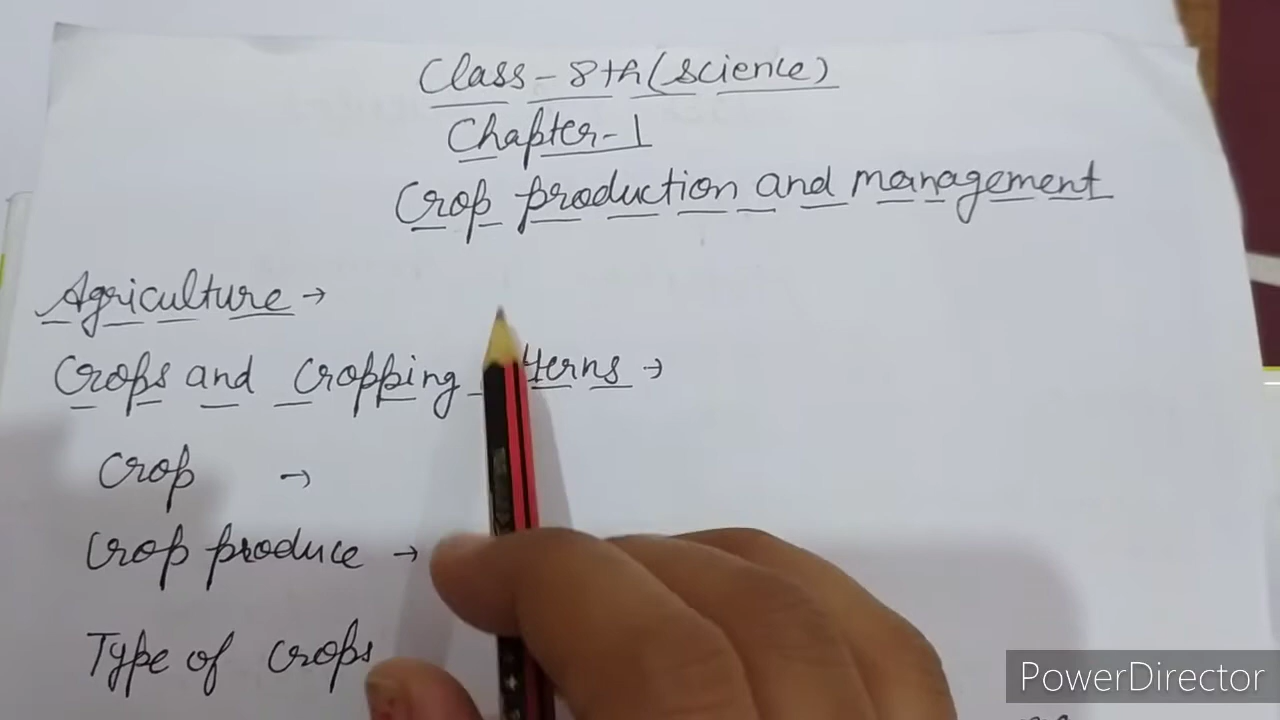 Class-8th(science)
Chapter-1
Crop production and management
Agriculture →
Crops and cropping →
Crop →
Crop produce →
Type of crops
PowerDirector